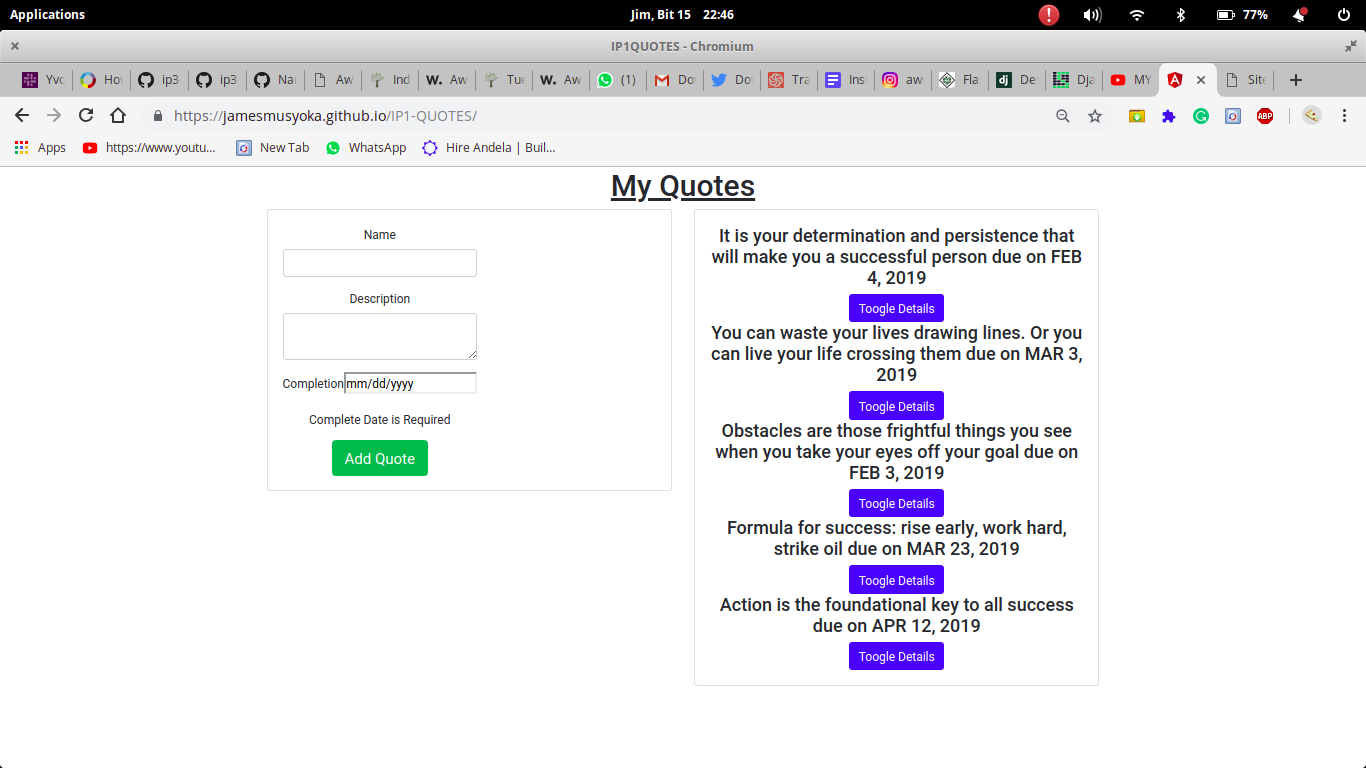 Applications
Jim, Bit 15 22:46
77%
IP1QUOTES - Chromium
Yvo
Ho
ip3
ip3
Nai
Aw
Ind
Aw
Tue
Aw
(1)
Do
Do
Tra
Ins
aw
Fla
De
Dja
MY
Site
https://jamesmusyoka.github.io/IP1-QUOTES/
ABP
Apps
https://www.youtu...
New Tab
WhatsApp
Hire Andela | Buil...
My Quotes
Name
Description
Completion mm/dd/yyyy
Complete Date is Required
Add Quote
It is your determination and persistence that
will make you a successful person due on FEB
4, 2019
Toogle Details
You can waste your lives drawing lines. Or you
can live your life crossing them due on MAR 3,
2019
Toogle Details
Obstacles are those frightful things you see
when you take your eyes off your goal due on
FEB 3, 2019
Toogle Details
Formula for success: rise early, work hard,
strike oil due on MAR 23, 2019
Toogle Details
Action is the foundational key to all success
due on APR 12, 2019
Toogle Details